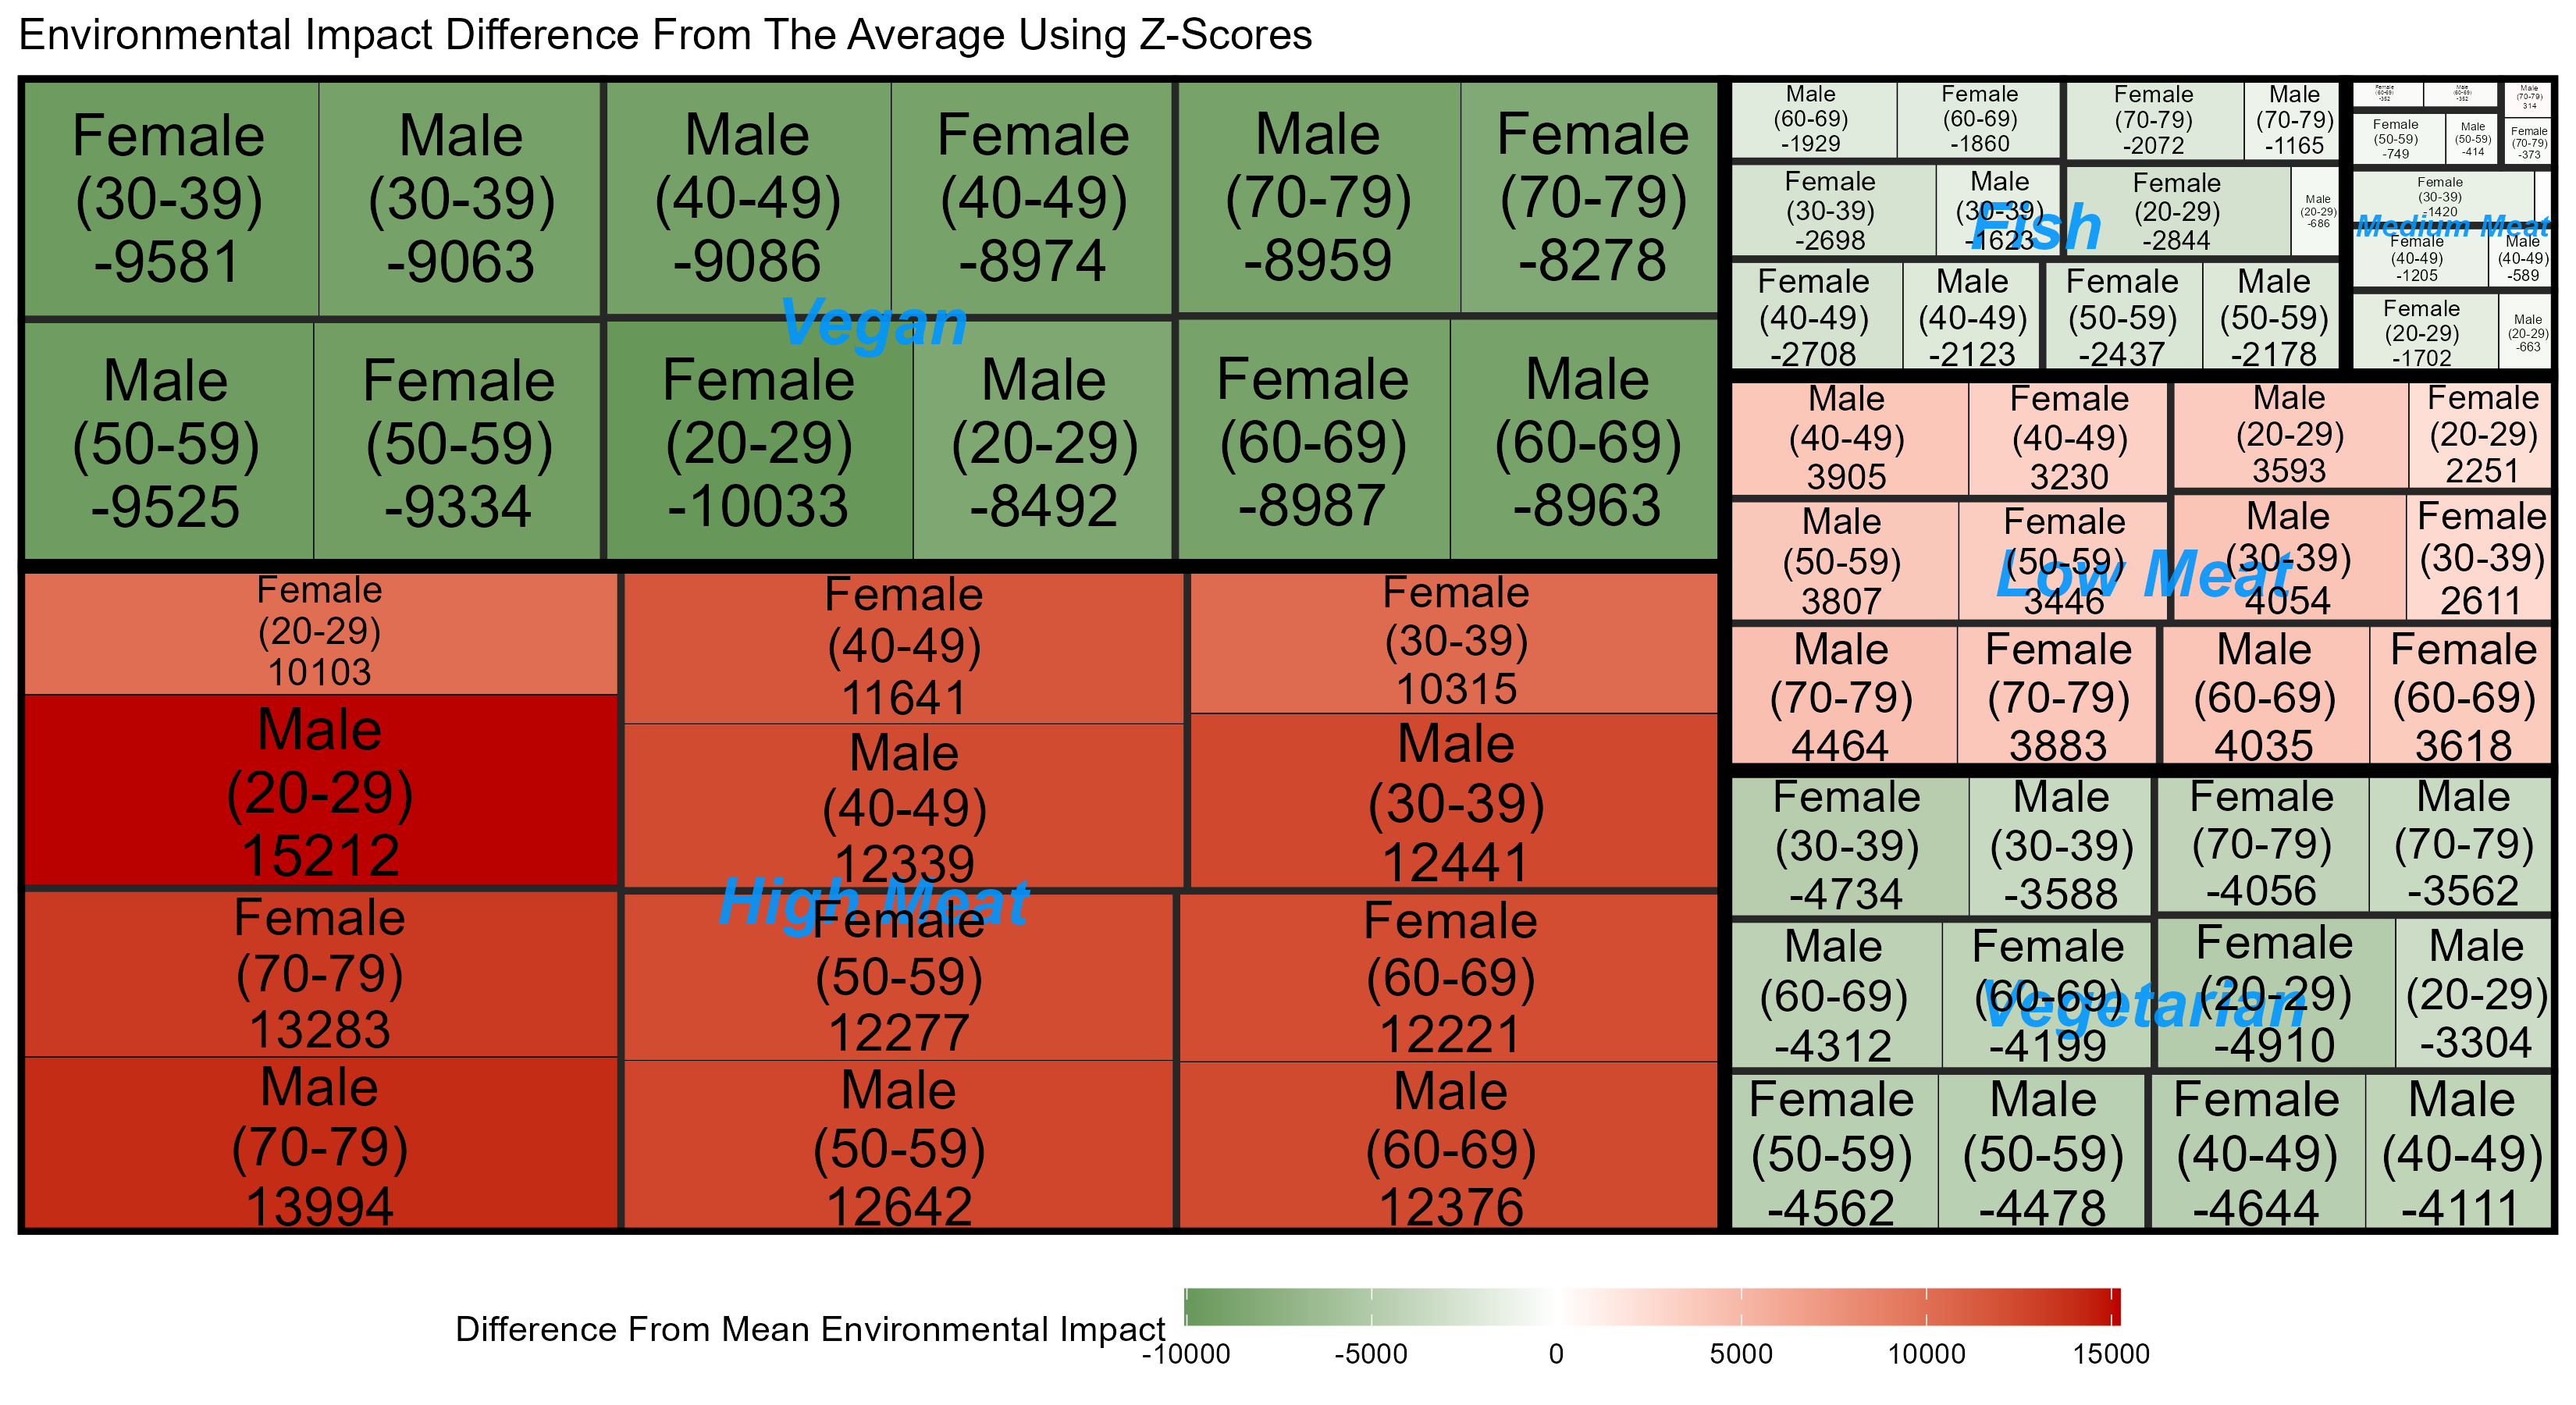 Environmental Impact Difference From The Average Using Z-Scores
Female
(30-39)
-9581
Male
(30-39)
-9063
Male
(40-49)
-9086
Female
(40-49)
-8974
Male
(70-79)
-8959
Female
(70-79)
-8278
Vegan
Male
(50-59)
-9525
Female
(50-59)
-9334
Female
(20-29)
-10033
Male
(20-29)
-8492
Female
(60-69)
-8987
Male
(60-69)
-8963
Female
(20-29)
10103
Male
(20-29)
15212
Female
(40-49)
11641
Male
(40-49)
12339
Female
(30-39)
10315
Male
(30-39)
12441
High Meat
Female
(70-79)
13283
Male
(70-79)
13994
Female
(50-59)
12277
Male
(50-59)
12642
Female
(60-69)
12221
Male
(60-69)
12376
Male
(60-69)
-1929
Female
(60-69)
-1860
Female
(70-79)
-2072
Male
(70-79)
-1165
Female
(30-39)
-2698
Male
(30-39)
-1623
Female
(20-29)
-2844
Male
(20-29)
-686
Fish
Female
(40-49)
-2708
Male
(40-49)
-2123
Female
(50-59)
-2437
Male
(50-59)
-2178
Female
(60-69)
-352
Male
(60-69)
-352
Male
(70-79)
314
Female
(50-59)
-749
Male
(50-59)
-414
Female
(70-79)
-373
Female
(30-39)
-1420
Medium Meat
Female
(40-49)
-1205
Male
(40-49)
-589
Female
(20-29)
-1702
Male
(20-29)
-663
Male
(40-49)
3905
Female
(40-49)
3230
Male
(20-29)
3593
Female
(20-29)
2251
Male
(50-59)
3807
Female
(50-59)
3446
Male
(30-39)
4054
Female
(30-39)
2611
Low Meat
Male
(70-79)
4464
Female
(70-79)
3883
Male
(60-69)
4035
Female
(60-69)
3618
Female
(30-39)
-4734
Male
(30-39)
-3588
Female
(70-79)
-4056
Male
(70-79)
-3562
Male
(60-69)
-4312
Female
(60-69)
-4199
Female
(20-29)
-4910
Male
(20-29)
-3304
Vegetarian
Female
(50-59)
-4562
Male
(50-59)
-4478
Female
(40-49)
-4644
Male
(40-49)
-4111
Difference From Mean Environmental Impact
-10000 -5000 0 5000 10000 15000